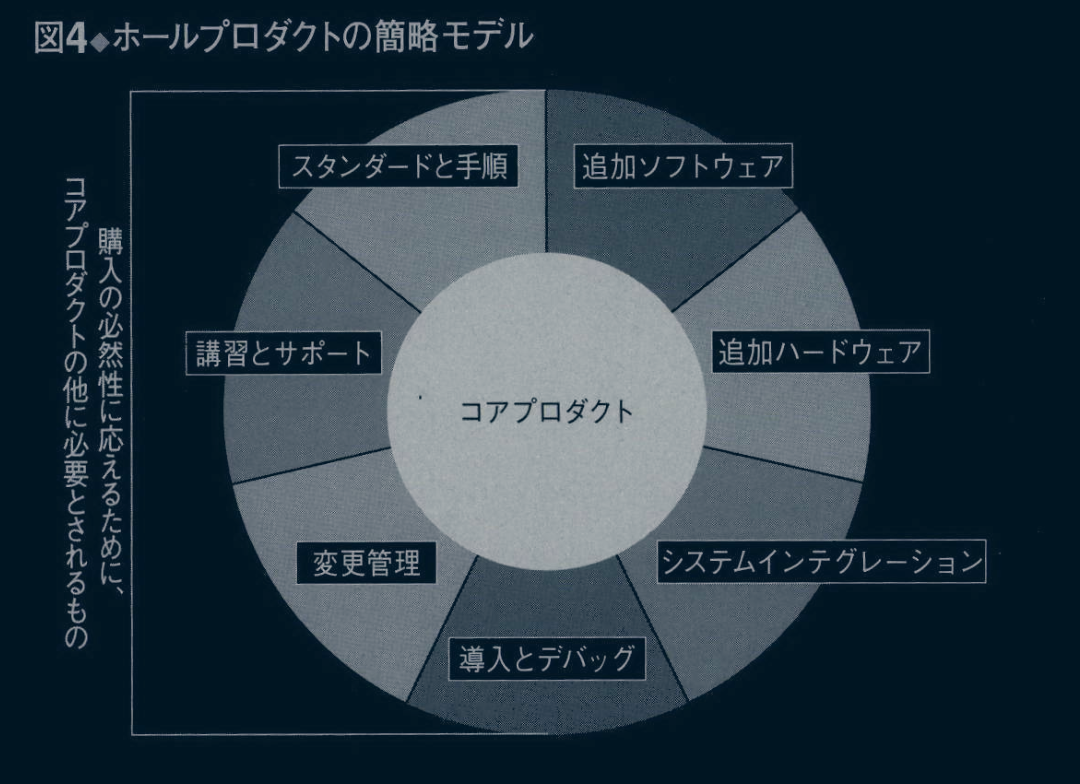 図4◆ホールプロダクトの簡略モデル
購入の必然性に応えるために、
コアプロダクトの他に必要とされるもの
スタンダードと手順
追加ソフトウェア
講習とサポート
追加ハードウェア
コアプロダクト
変更管理
システムインテグレーション
導入とデバッグ